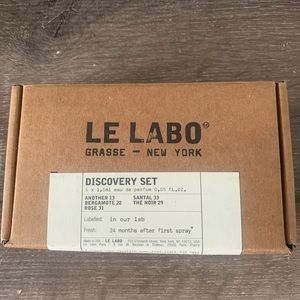 LE LABO
GRASSE – NEW YORK
DISCOVERY SET
5 x 1,5ml eau de parfum 0,05 fl.oz.
ANOTHER 13 SANTAL 33
BERGAMOTE 22 THÉ NOIR 29
ROSE 31
Labeled: in our lab
Fresh: 24 months after first spray
LE LABO